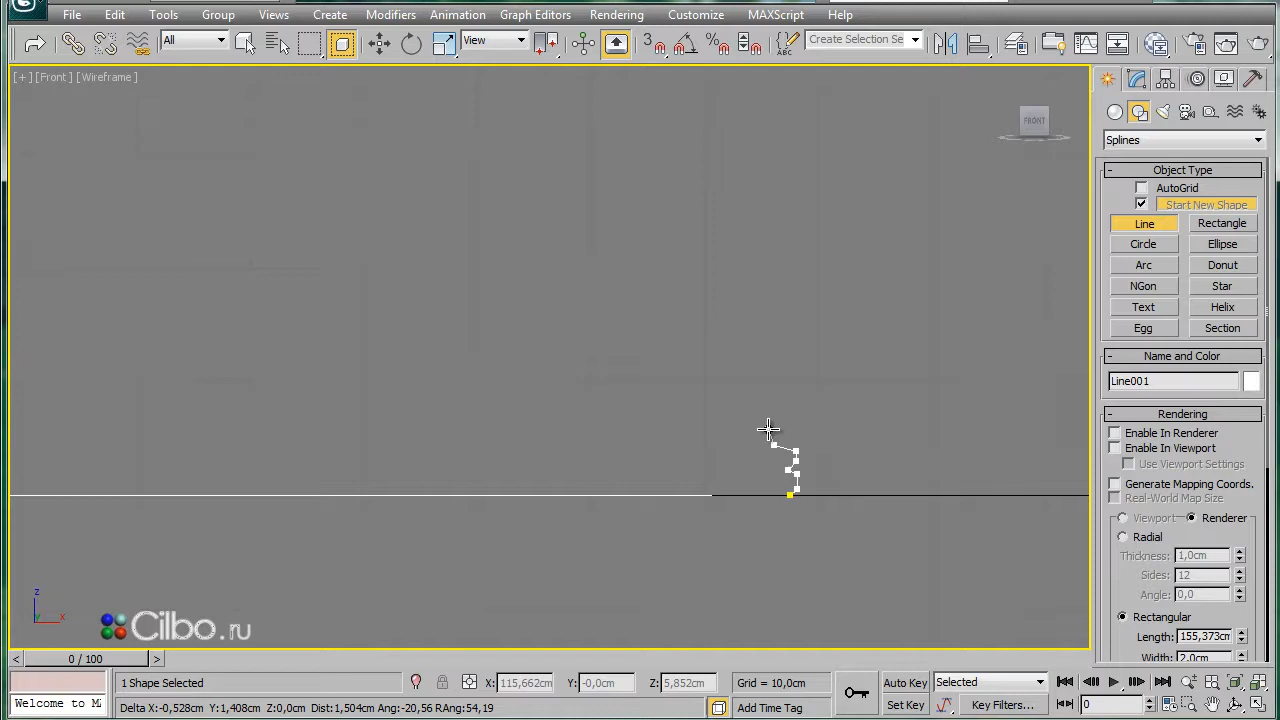 File Edit Tools Group Views Create Modifiers Animation Graph Editors Rendering Customize MAXScript Help
All View 3 % ABC Create Selection Se
[+] [Front] [Wireframe]
FRONT
Splines
- Object Type
AutoGrid
Start New Shape
Line Rectangle
Circle Ellipse
Arc Donut
NGon Star
Text Helix
Egg Section
- Name and Color
Line001
- Rendering
Enable In Renderer
Enable In Viewport
Use Viewport Settings
Generate Mapping Coords.
Real-World Map Size
Viewport Renderer
Radial
Thickness: 1,0cm
Sides: 12
Angle: 0,0
Rectangular
Length: 155,373cm
Width: 2,0cm
z
y x
Cilbo.ru
< 0 / 100 >
1 Shape Selected X: 115,662cm Y: -0,0cm Z: 5,852cm Grid = 10,0cm Auto Key Selected
Welcome to Delta X:-0,528cm Y:1,408cm Z:0,0cm Dist:1,504cm Ang:-20,56 RAng:54,19 Add Time Tag Set Key Key Filters... 0